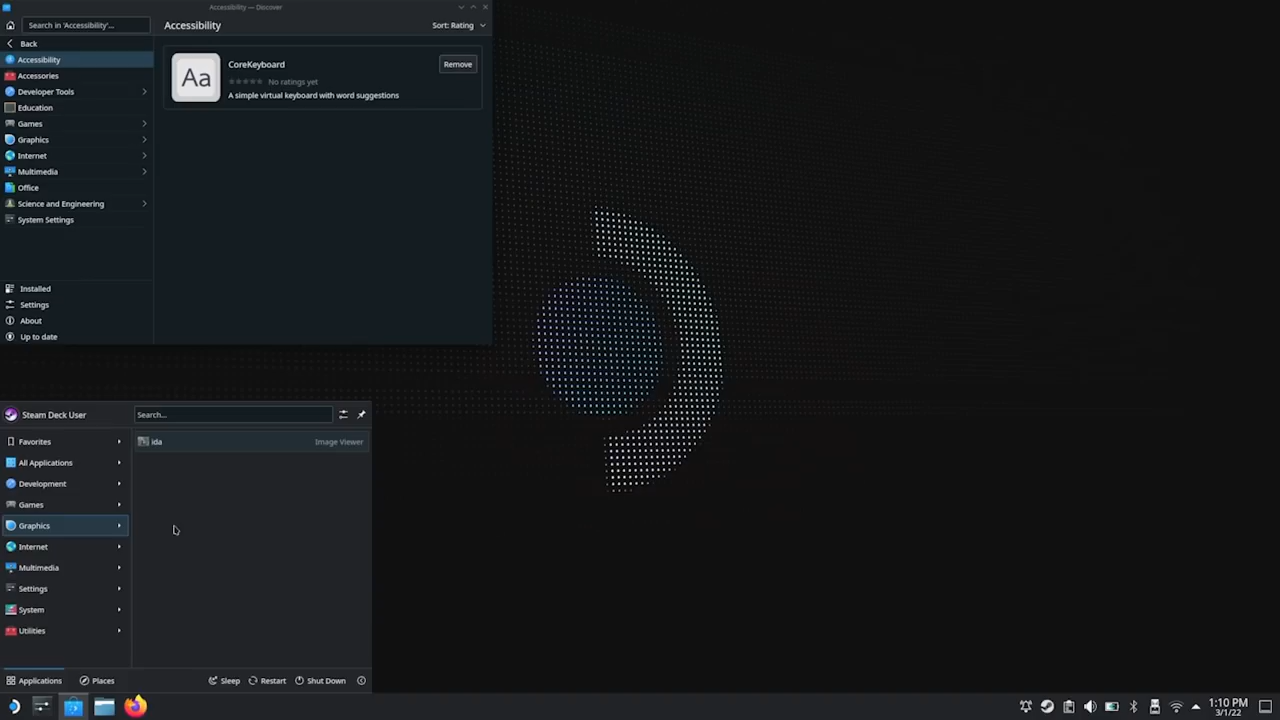 Accessibility — Discover
Search in 'Accessibility'...
Accessibility
Sort: Rating
Back
Accessibility
Accessories
Developer Tools
Education
Games
Graphics
Internet
Multimedia
Office
Science and Engineering
System Settings
Installed
Settings
About
Up to date
Aa
CoreKeyboard
Remove
No ratings yet
A simple virtual keyboard with word suggestions
Steam Deck User
Search...
Favorites
All Applications
Development
Games
Graphics
Internet
Multimedia
Settings
System
Utilities
ida Image Viewer
Applications Places
Sleep Restart Shut Down
1:10 PM
3/1/22